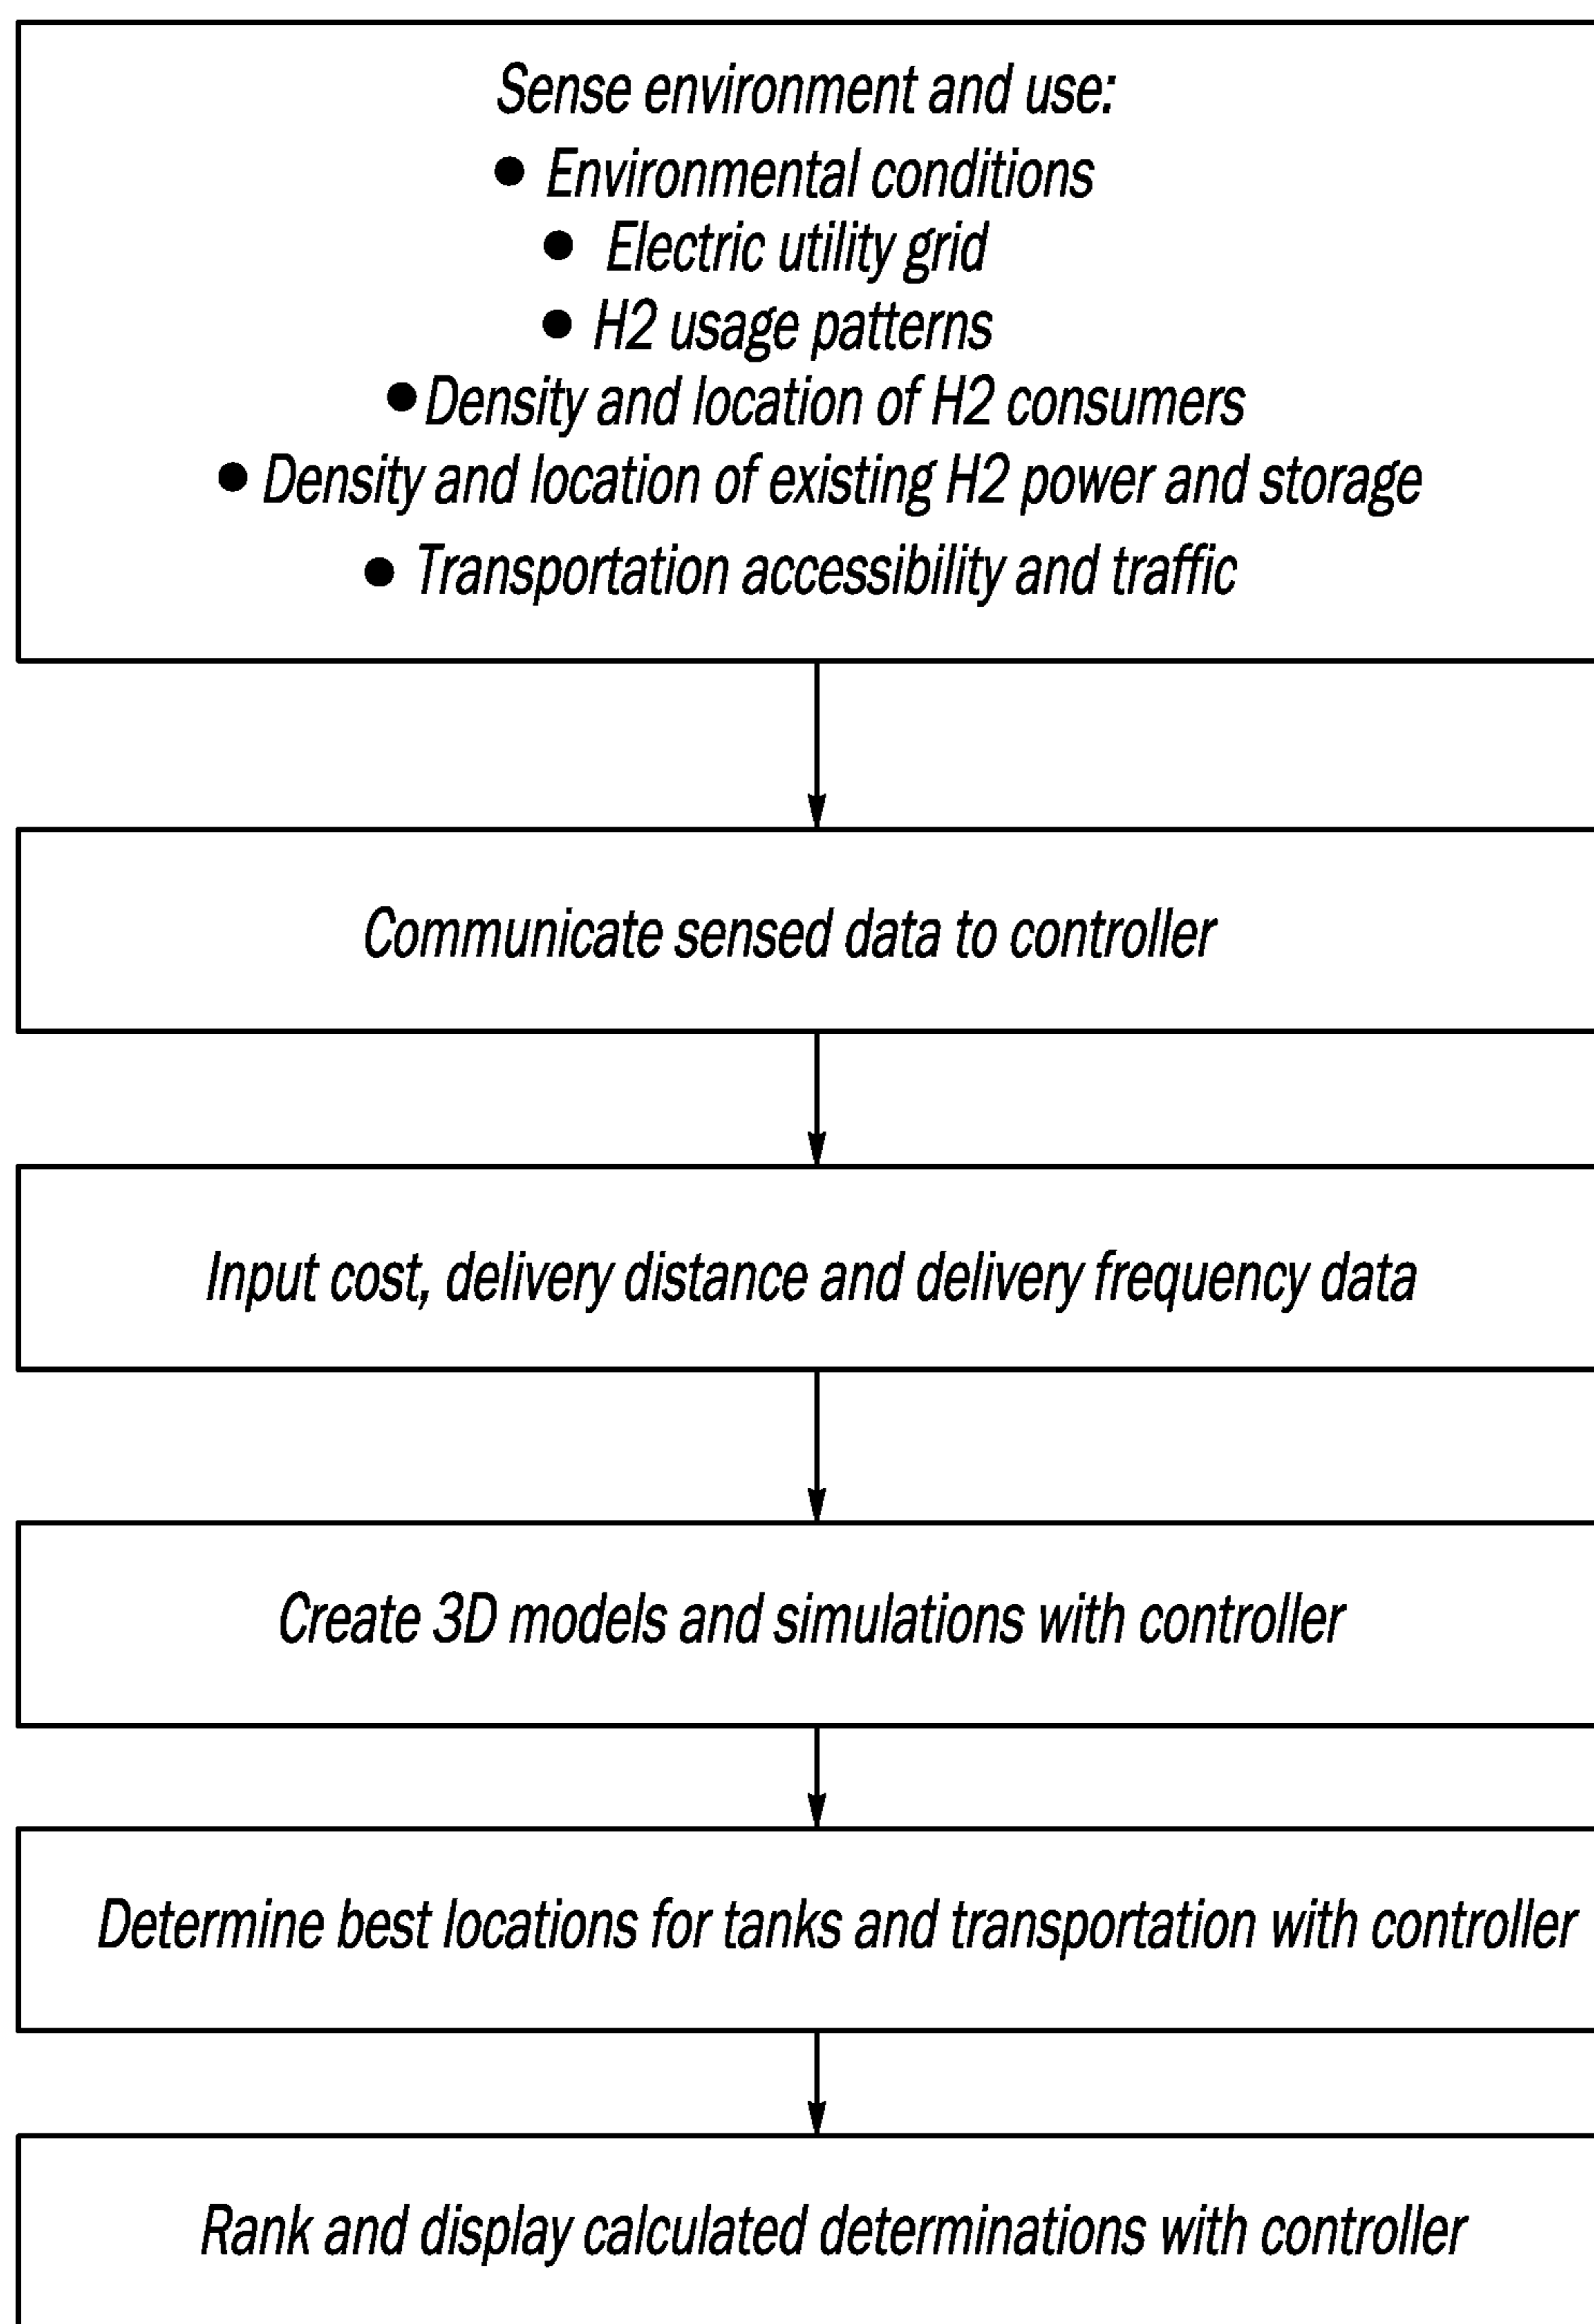 Sense environment and use:
● Environmental conditions
● Electric utility grid
● H2 usage patterns
● Density and location of H2 consumers
● Density and location of existing H2 power and storage
● Transportation accessibility and traffic
Communicate sensed data to controller
Input cost, delivery distance and delivery frequency data
Create 3D models and simulations with controller
Determine best locations for tanks and transportation with controller
Rank and display calculated determinations with controller